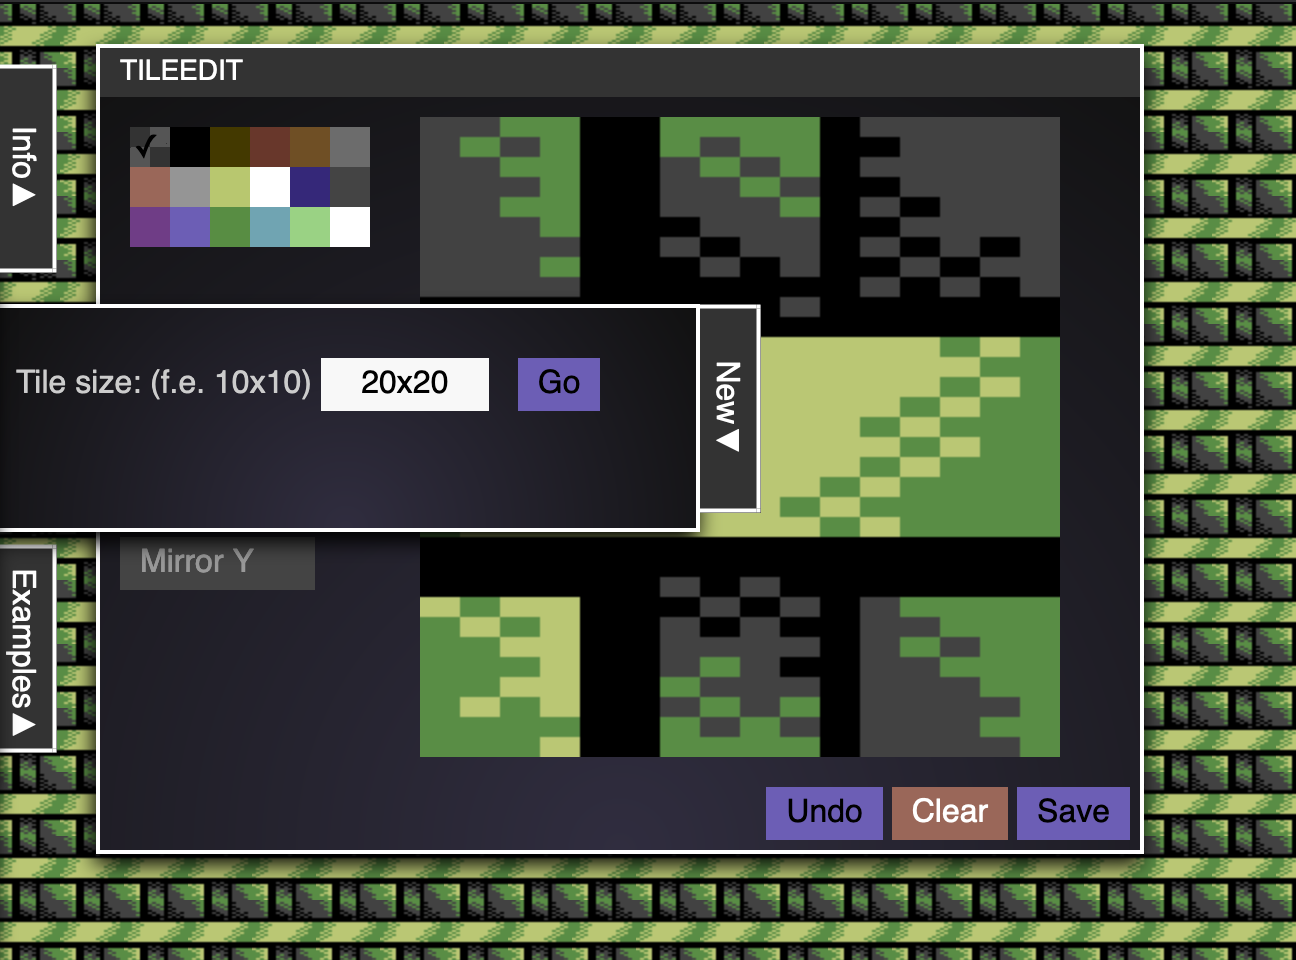 TILEEDIT
Info ▼
Tile size: (f.e. 10x10) 20x20 Go
New ▼
Mirror Y
Examples ▼
Undo Clear Save